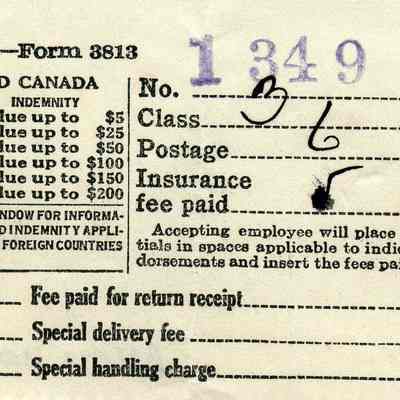 —Form 3813
1349
D CANADA
No.
INDEMNITY
lue up to $5
Class 3
lue up to $25
lue up to $50
Postage 6
lue up to $100
lue up to $150
Insurance
lue up to $200
fee paid 5
NDOW FOR INFORMA-
D INDEMNITY APPLI-
FOREIGN COUNTRIES
Accepting employee will place
tials in spaces applicable to indic
dorsements and insert the fees pai
Fee paid for return receipt
Special delivery fee
Special handling charge